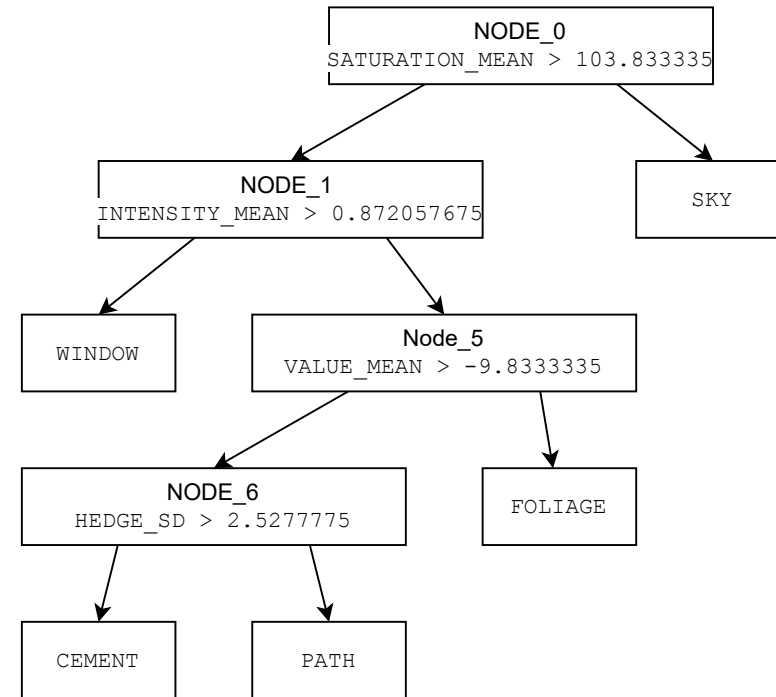 NODE_0
SATURATION_MEAN > 103.833335
NODE_1
INTENSITY_MEAN > 0.872057675
SKY
WINDOW
Node_5
VALUE_MEAN > -9.8333335
NODE_6
HEDGE_SD > 2.5277775
FOLIAGE
CEMENT
PATH